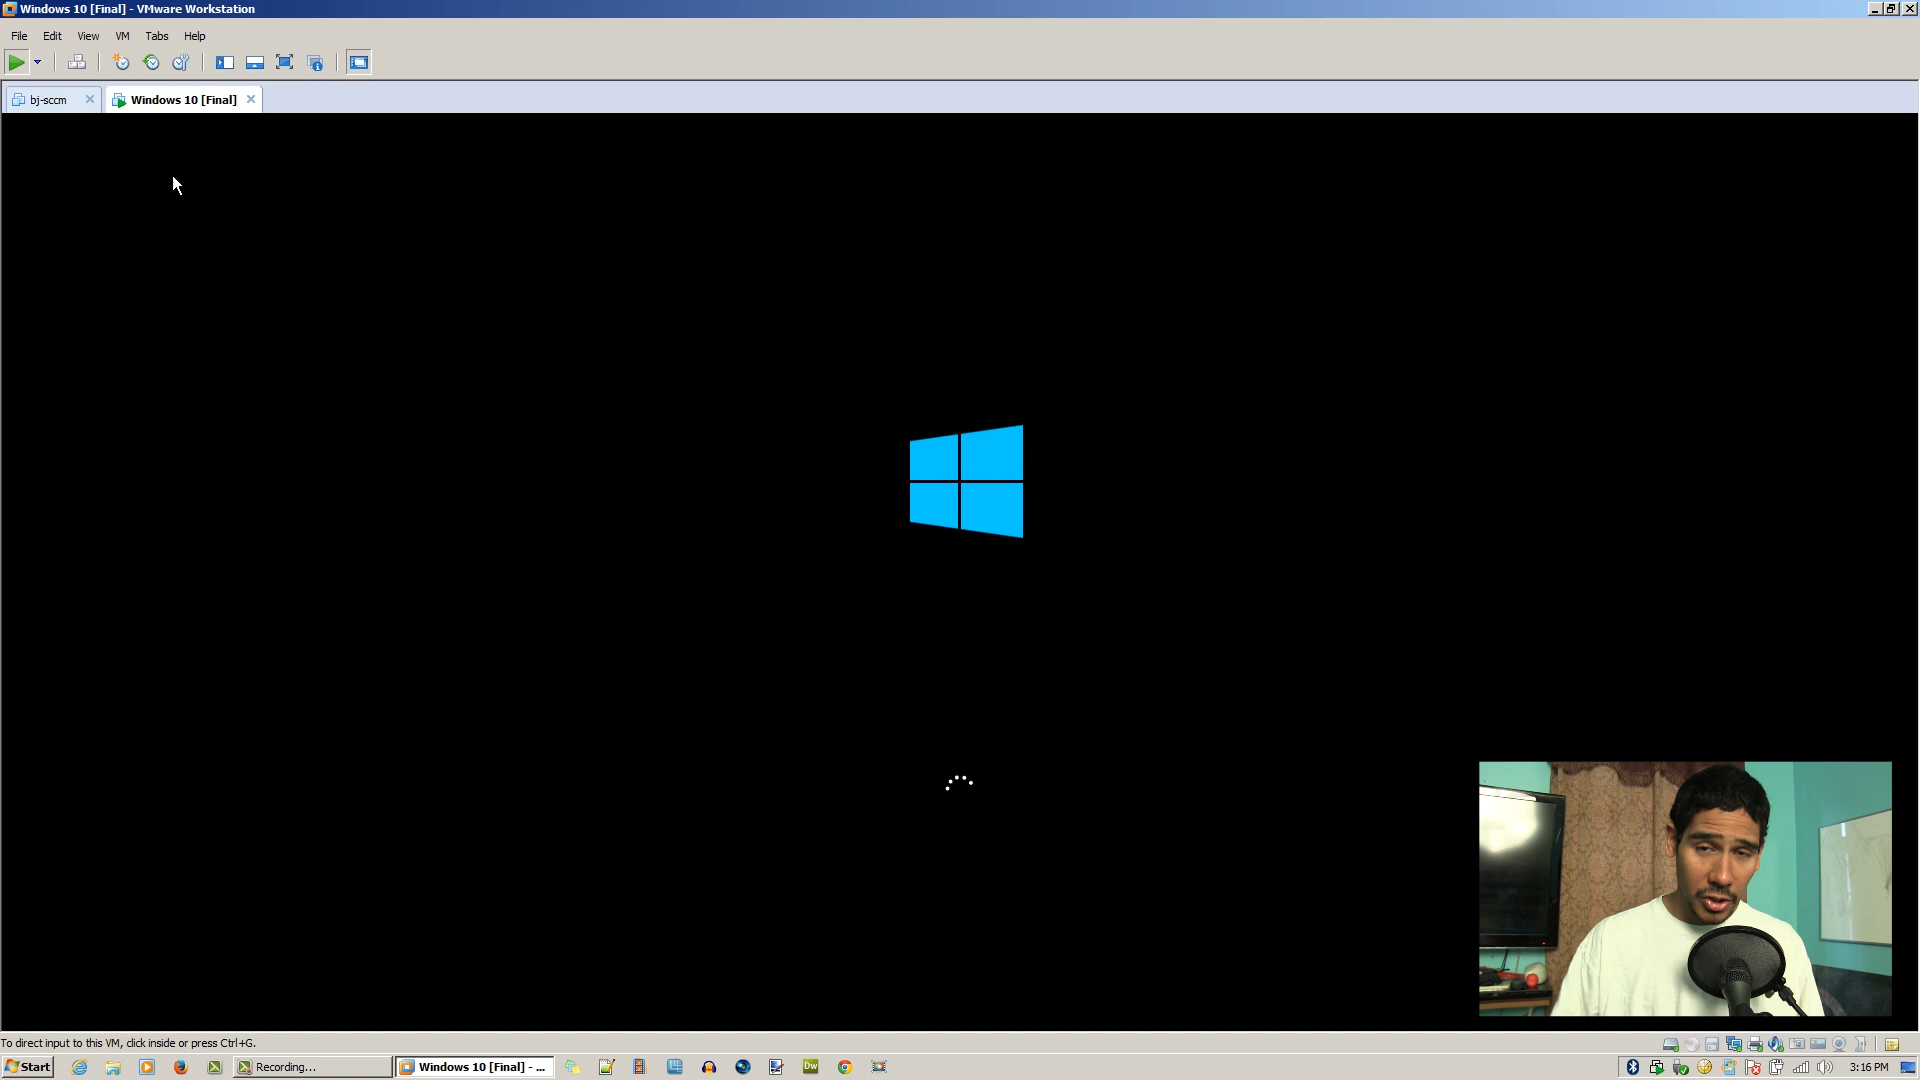 Windows 10 [Final] - VMware Workstation
File Edit View VM Tabs Help
bj-sccm Windows 10 [Final]
To direct input to this VM, click inside or press Ctrl+G.
Start Recording... Windows 10 [Final] - ... Dw 3:16 PM